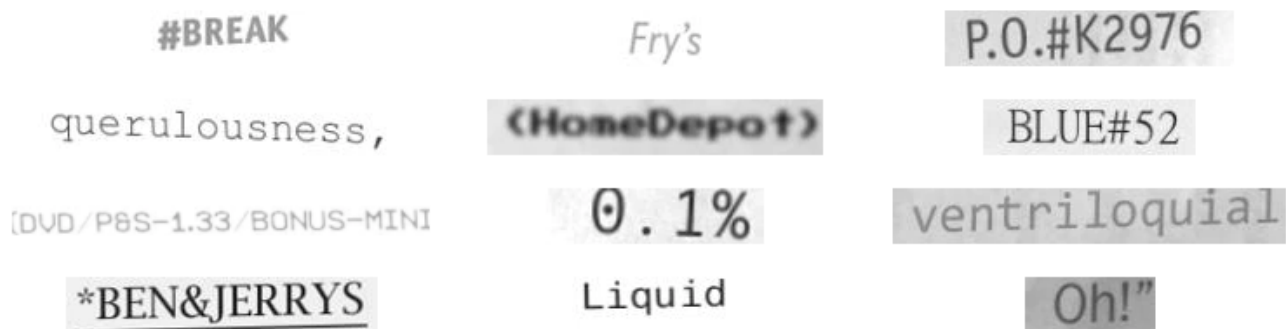 #BREAK
Fry's
P.O.#K2976
querulousness,
(HomeDepot)
BLUE#52
[DVD/P&S-1.33/BONUS-MINI
0.1%
ventriloquial
*BEN&JERRYS
Liquid
Oh!”